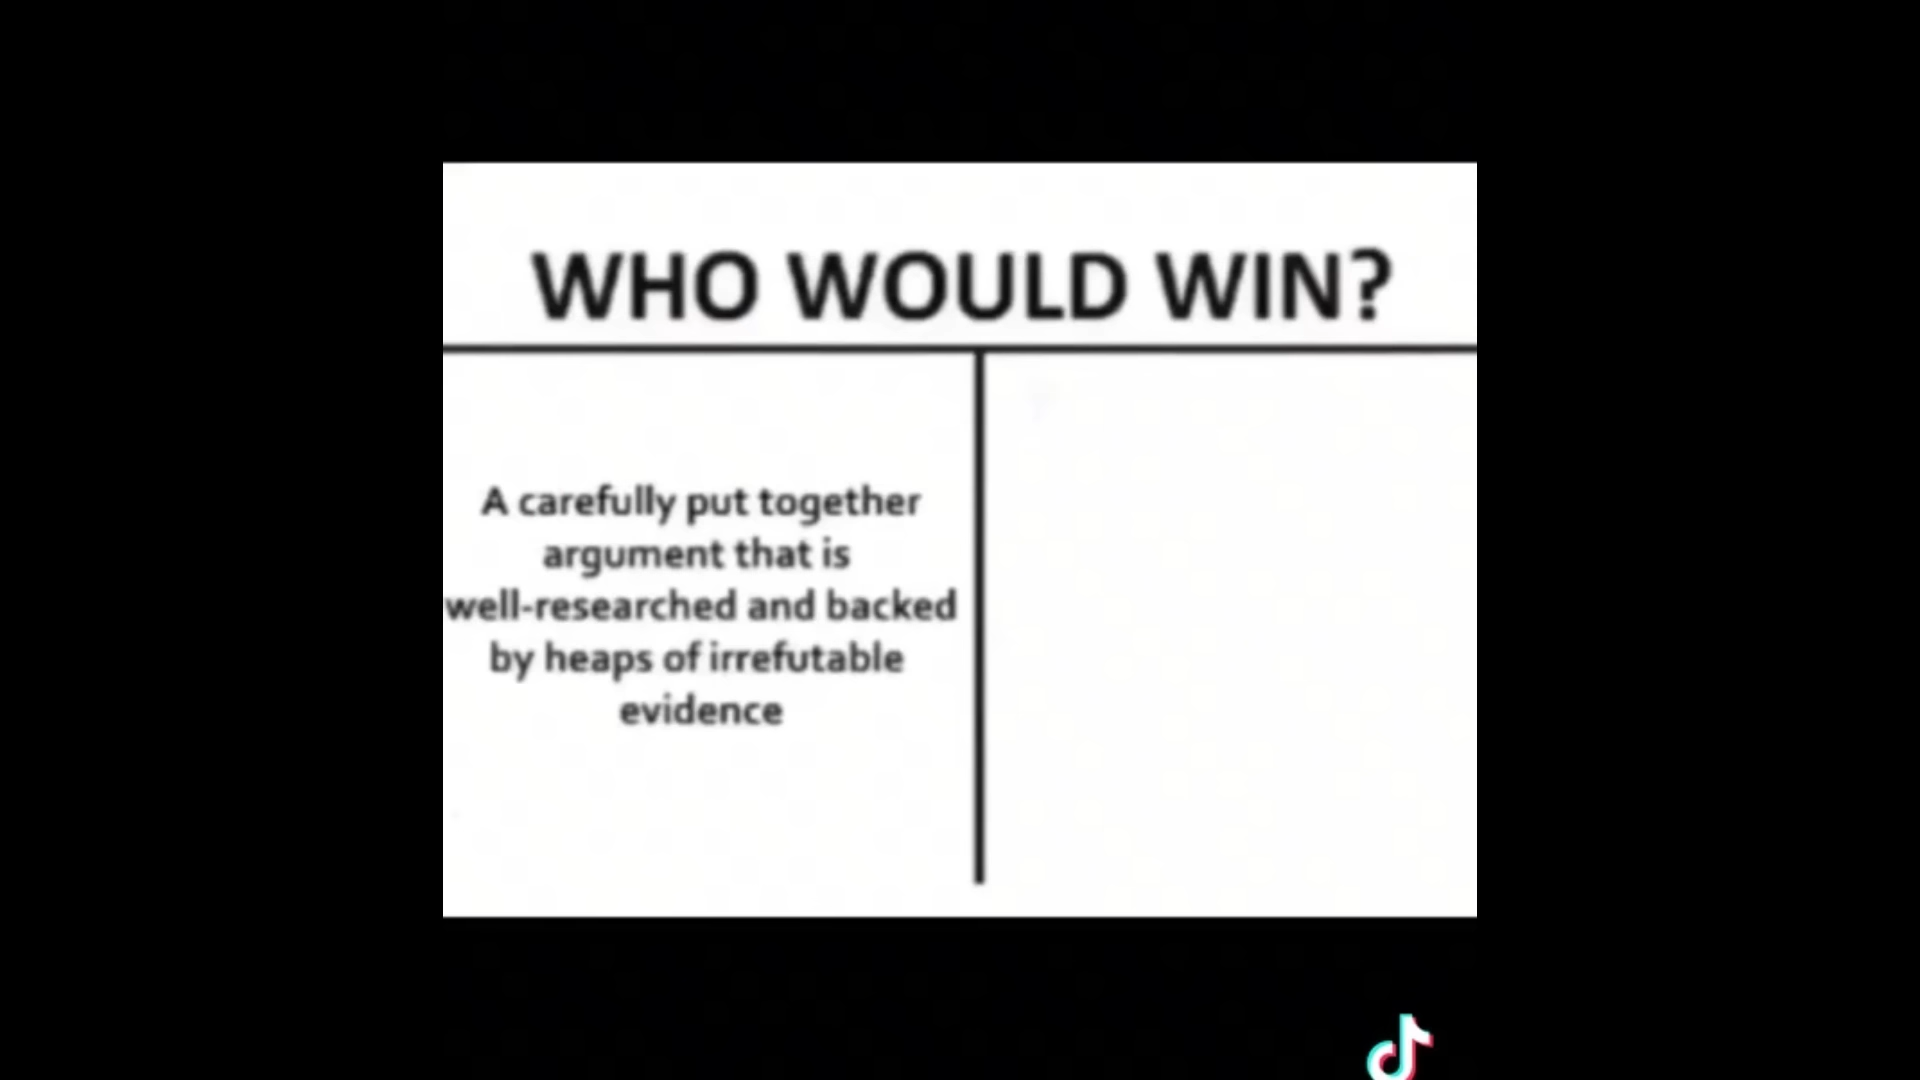 WHO WOULD WIN?
A carefully put together
argument that is
well-researched and backed
by heaps of irrefutable
evidence